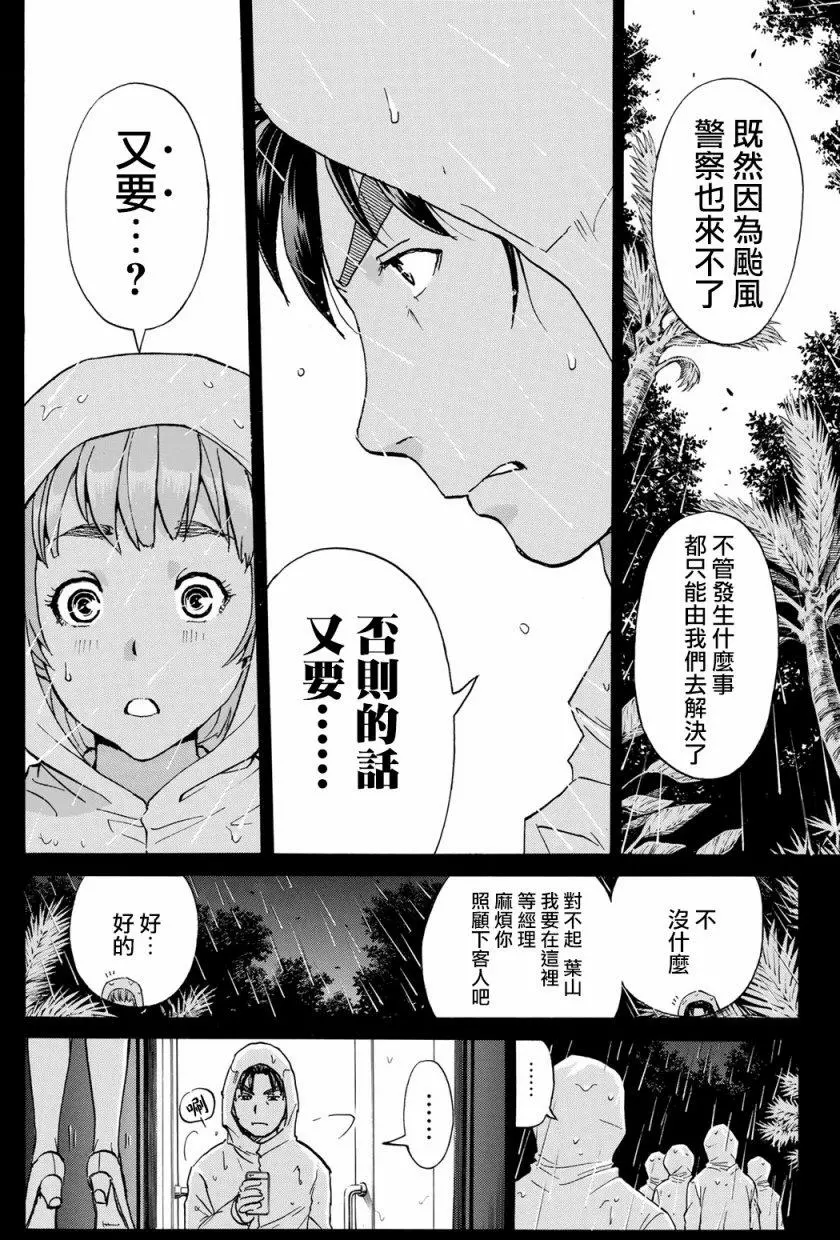 既然因為颱風
警察也來不了
不管發生什麼事
都只能由我們去解決了
否則的話
又要……
又要…？
不
沒什麼
對不起 葉山
我要在這裡
等經理
麻煩你
照顧下客人吧
好…
好的
……
……
唰